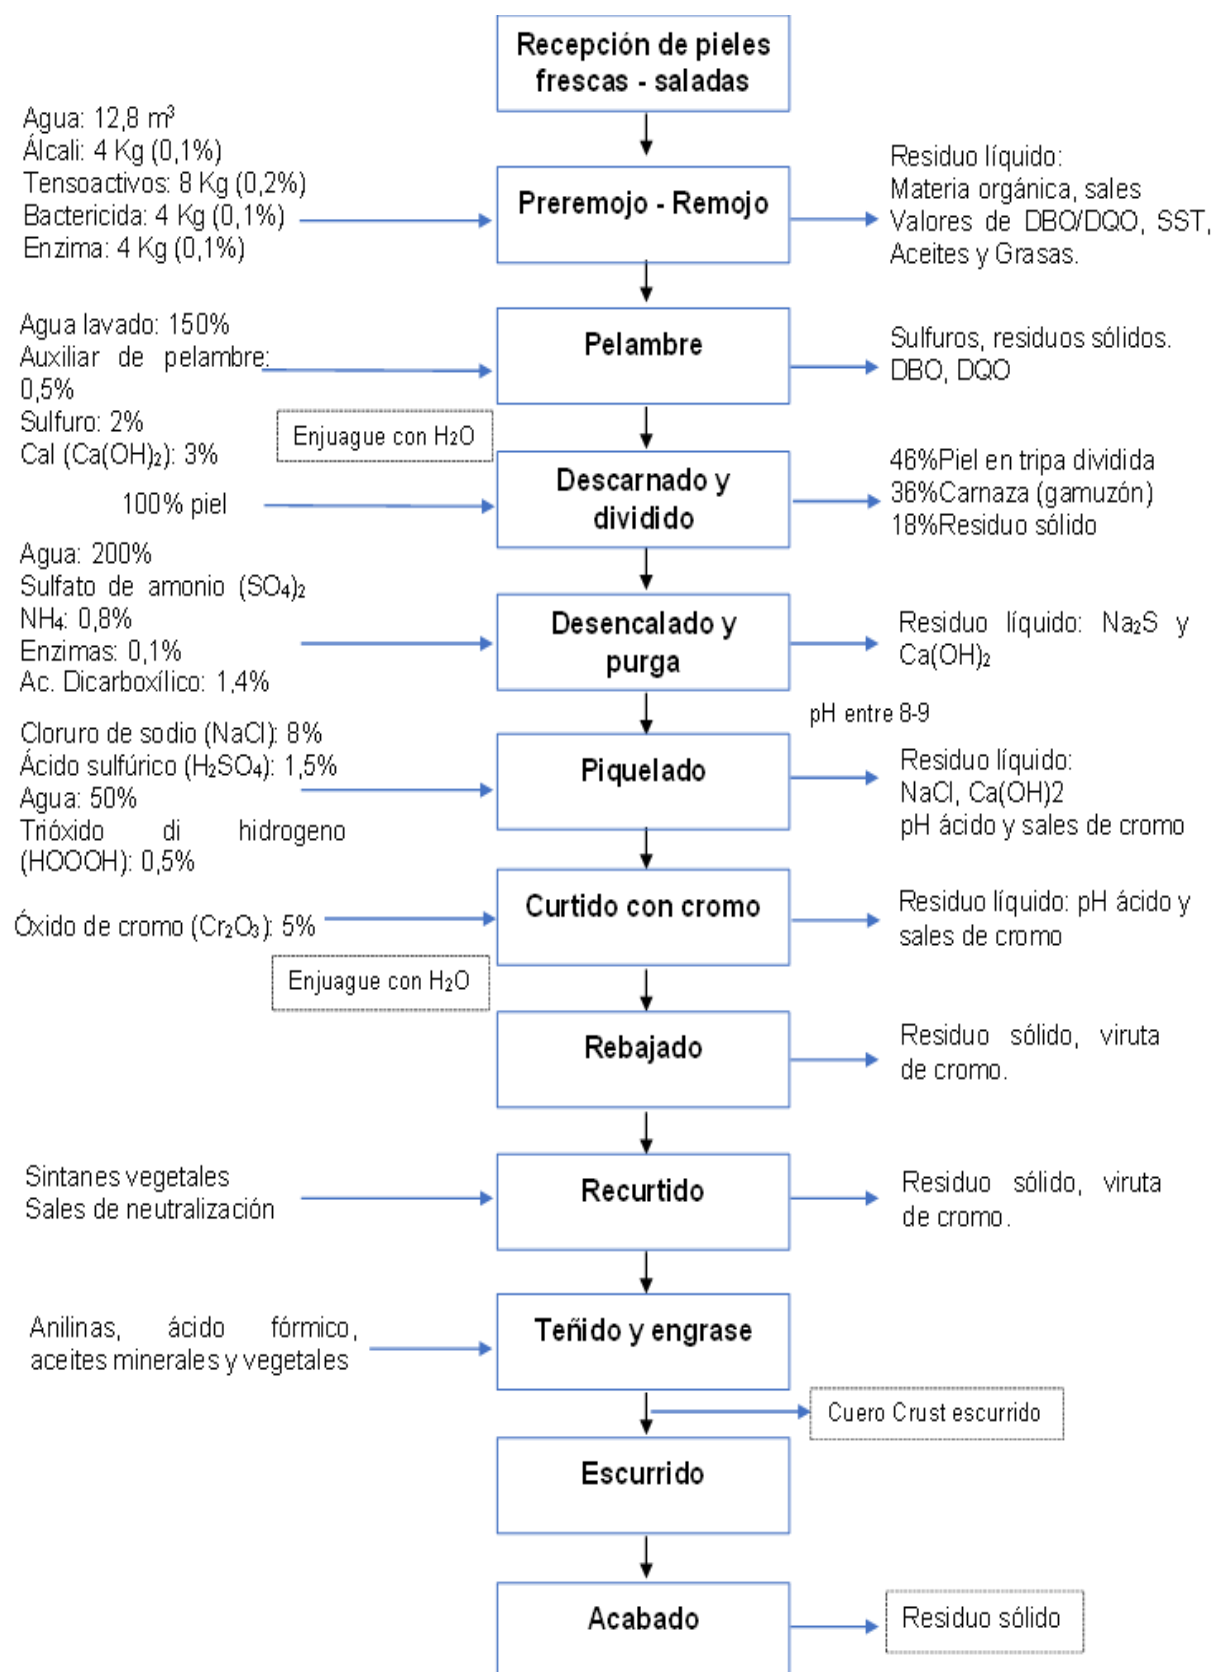 Recepción de pieles
frescas - saladas
Agua: 12,8 m³
Álcali: 4 Kg (0,1%)
Tensoactivos: 8 Kg (0,2%)
Bactericida: 4 Kg (0,1%)
Enzima: 4 Kg (0,1%)
Preremojo - Remojo
Residuo líquido:
Materia orgánica, sales
Valores de DBO/DQO, SST,
Aceites y Grasas.
Agua lavado: 150%
Auxiliar de pelambre:
0,5%
Sulfuro: 2%
Cal (Ca(OH)₂): 3%
Pelambre
Sulfuros, residuos sólidos.
DBO, DQO
Enjuague con H₂O
100% piel
Descarnado y
dividido
46%Piel en tripa dividida
36%Carnaza (gamuzón)
18%Residuo sólido
Agua: 200%
Sulfato de amonio (SO₄)₂
NH₄: 0,8%
Enzimas: 0,1%
Ac. Dicarboxílico: 1,4%
Desencalado y
purga
Residuo líquido: Na₂S y
Ca(OH)₂
pH entre 8-9
Cloruro de sodio (NaCl): 8%
Ácido sulfúrico (H₂SO₄): 1,5%
Agua: 50%
Trióxido di hidrogeno
(HOOOH): 0,5%
Piquelado
Residuo líquido:
NaCl, Ca(OH)2
pH ácido y sales de cromo
Óxido de cromo (Cr₂O₃): 5%
Curtido con cromo
Residuo líquido: pH ácido y
sales de cromo
Enjuague con H₂O
Rebajado
Residuo sólido, viruta
de cromo.
Sintanes vegetales
Sales de neutralización
Recurtido
Residuo sólido, viruta
de cromo.
Anilinas, ácido fórmico,
aceites minerales y vegetales
Teñido y engrase
Cuero Crust escurrido
Escurrido
Acabado
Residuo sólido